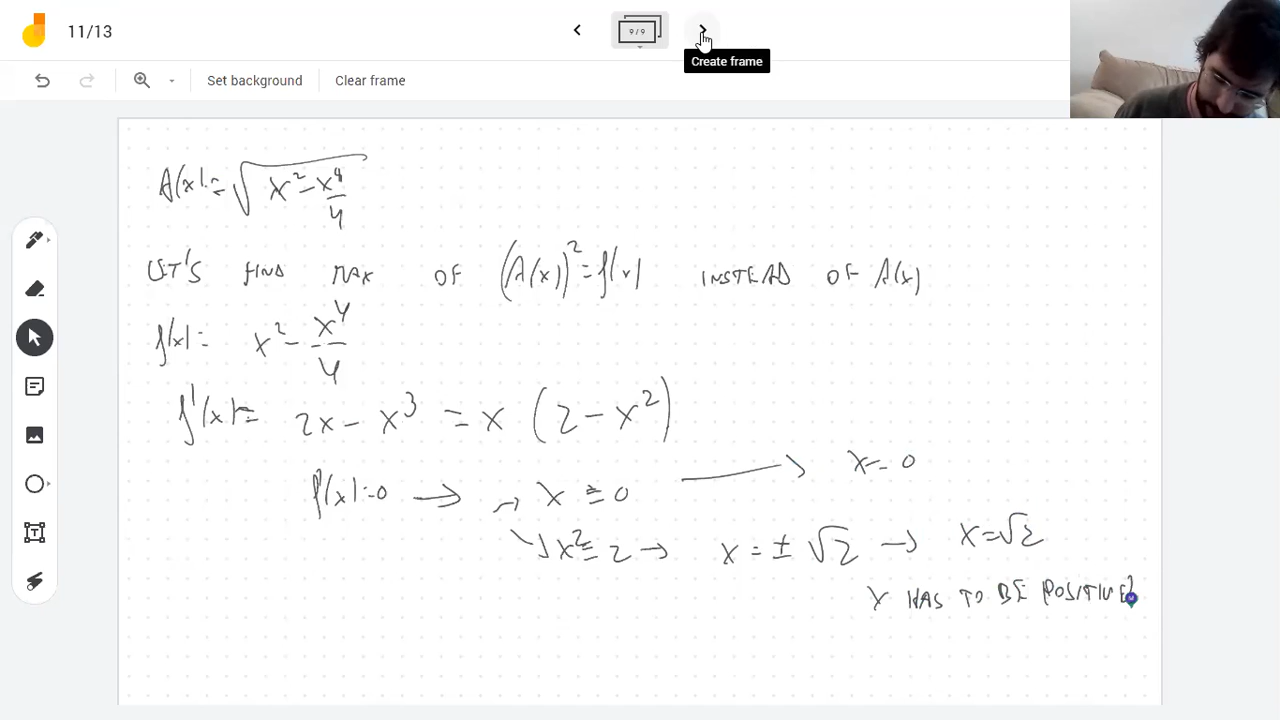 11/13
9/9
Create frame
Set background Clear frame
A(x) = √(x² - x⁴/4)
LET'S FIND MAX OF (A(x))² = f(x) INSTEAD OF A(x)
f(x) = x² - x⁴/4
f'(x) = 2x - x³ = x (2 - x²)
f'(x) = 0 → → x = 0 → x = 0
↘ x² = 2 → x = ± √2 → x = √2
x HAS TO BE POSITIVE